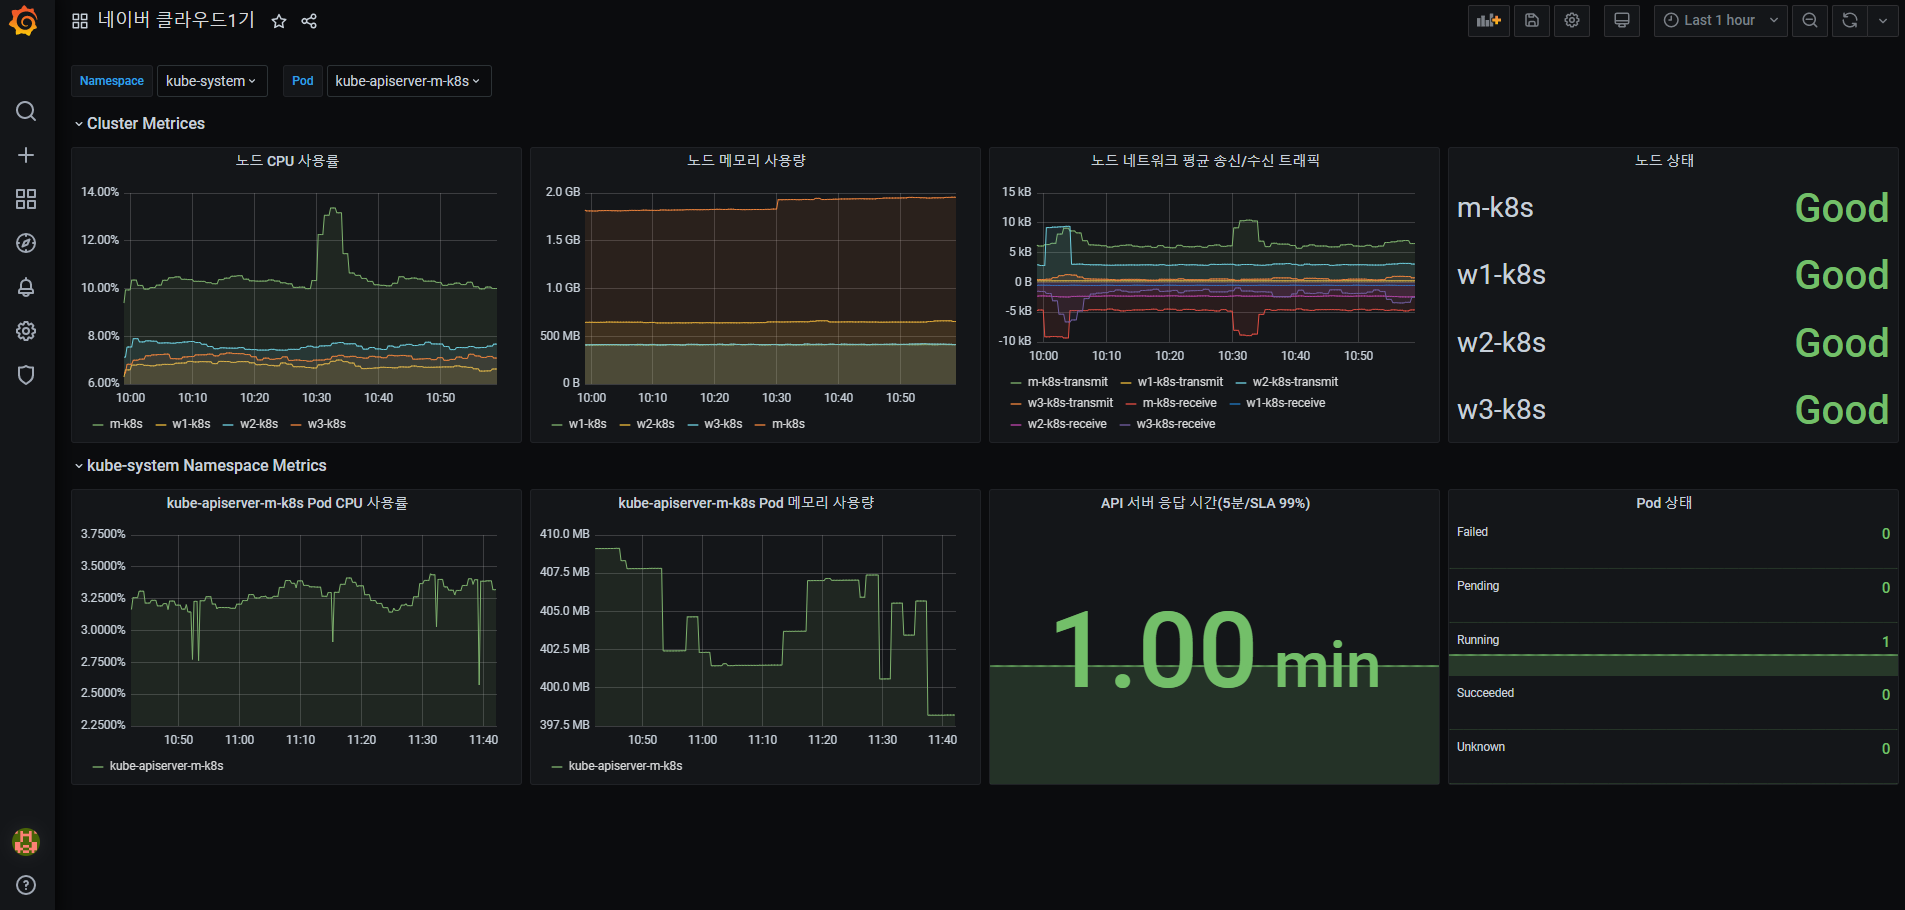 네이버 클라우드1기
Last 1 hour
Namespace kube-system Pod kube-apiserver-m-k8s
Cluster Metrices
노드 CPU 사용률
14.00%
12.00%
10.00%
8.00%
6.00%
10:00 10:10 10:20 10:30 10:40 10:50
m-k8s w1-k8s w2-k8s w3-k8s
노드 메모리 사용량
2.0 GB
1.5 GB
1.0 GB
500 MB
0 B
10:00 10:10 10:20 10:30 10:40 10:50
w1-k8s w2-k8s w3-k8s m-k8s
노드 네트워크 평균 송신/수신 트래픽
15 kB
10 kB
5 kB
0 B
-5 kB
-10 kB
10:00 10:10 10:20 10:30 10:40 10:50
m-k8s-transmit w1-k8s-transmit w2-k8s-transmit
w3-k8s-transmit m-k8s-receive w1-k8s-receive
w2-k8s-receive w3-k8s-receive
노드 상태
m-k8s Good
w1-k8s Good
w2-k8s Good
w3-k8s Good
kube-system Namespace Metrics
kube-apiserver-m-k8s Pod CPU 사용률
3.7500%
3.5000%
3.2500%
3.0000%
2.7500%
2.5000%
2.2500%
10:50 11:00 11:10 11:20 11:30 11:40
kube-apiserver-m-k8s
kube-apiserver-m-k8s Pod 메모리 사용량
410.0 MB
407.5 MB
405.0 MB
402.5 MB
400.0 MB
397.5 MB
10:50 11:00 11:10 11:20 11:30 11:40
kube-apiserver-m-k8s
API 서버 응답 시간(5분/SLA 99%)
1.00 min
Pod 상태
Failed 0
Pending 0
Running 1
Succeeded 0
Unknown 0